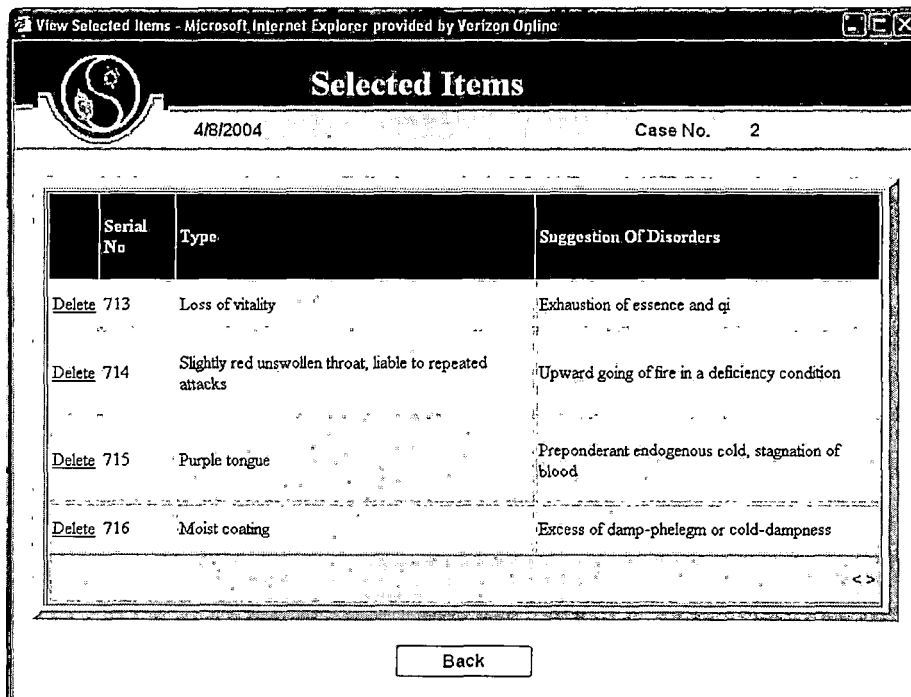 View Selected Items - Microsoft Internet Explorer provided by Verizon Online
Selected Items
4/8/2004 Case No. 2
Serial No Type Suggestion Of Disorders
Delete 713 Loss of vitality Exhaustion of essence and qi
Delete 714 Slightly red unswollen throat, liable to repeated attacks Upward going of fire in a deficiency condition
Delete 715 Purple tongue Preponderant endogenous cold, stagnation of blood
Delete 716 Moist coating Excess of damp-phelegm or cold-dampness
< >
Back